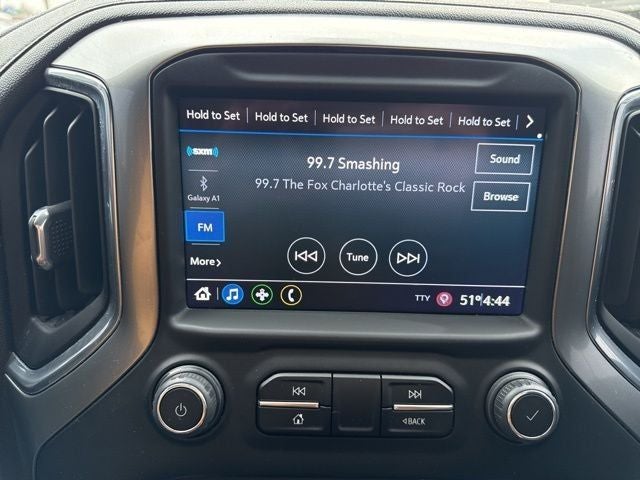 Hold to Set Hold to Set Hold to Set Hold to Set Hold to Set
sxm
99.7 Smashing
Sound
99.7 The Fox Charlotte's Classic Rock
Galaxy A1
Browse
FM
Tune
More
TTY 51° 4:44
BACK